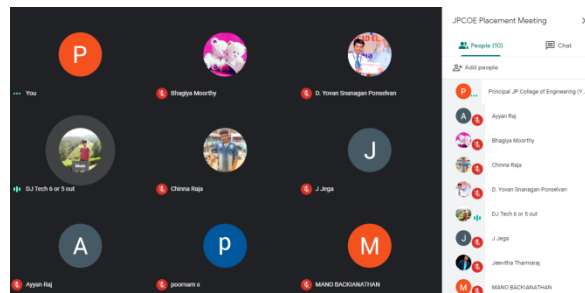 JPCOE Placement Meeting
People (10)
Chat
Add people
P
You
Bhagiya Moorthy
D. Yovan Snanagan Ponselvan
DJ Tech 6 or 5 out
Chinna Raja
J
J Jega
A
Ayyan Raj
p
poornam s
M
MANO BACKIANATHAN
P
Principal JP College of Engineering (Y...
A
Ayyan Raj
Bhagiya Moorthy
Chinna Raja
D. Yovan Snanagan Ponselvan
DJ Tech 6 or 5 out
J
J Jega
Jeevitha Tharmaraj
M
MANO BACKIANATHAN